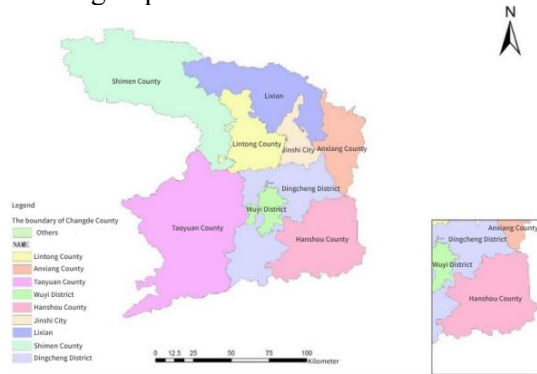 N
Shimen County
Lixian
Lintong County
Jinshi City
Anxiang County
Dingcheng District
Wuyi District
Taoyuan County
Hanshou County
Legend
The boundary of Changde County
Others
NAME
Lintong County
Anxiang County
Taoyuan County
Wuyi District
Hanshou County
Jinshi City
Lixian
Shimen County
Dingcheng District
0 12.5 25 50 75 100
Kilometer
Anxiang County
Dingcheng District
Wuyi District
Hanshou County